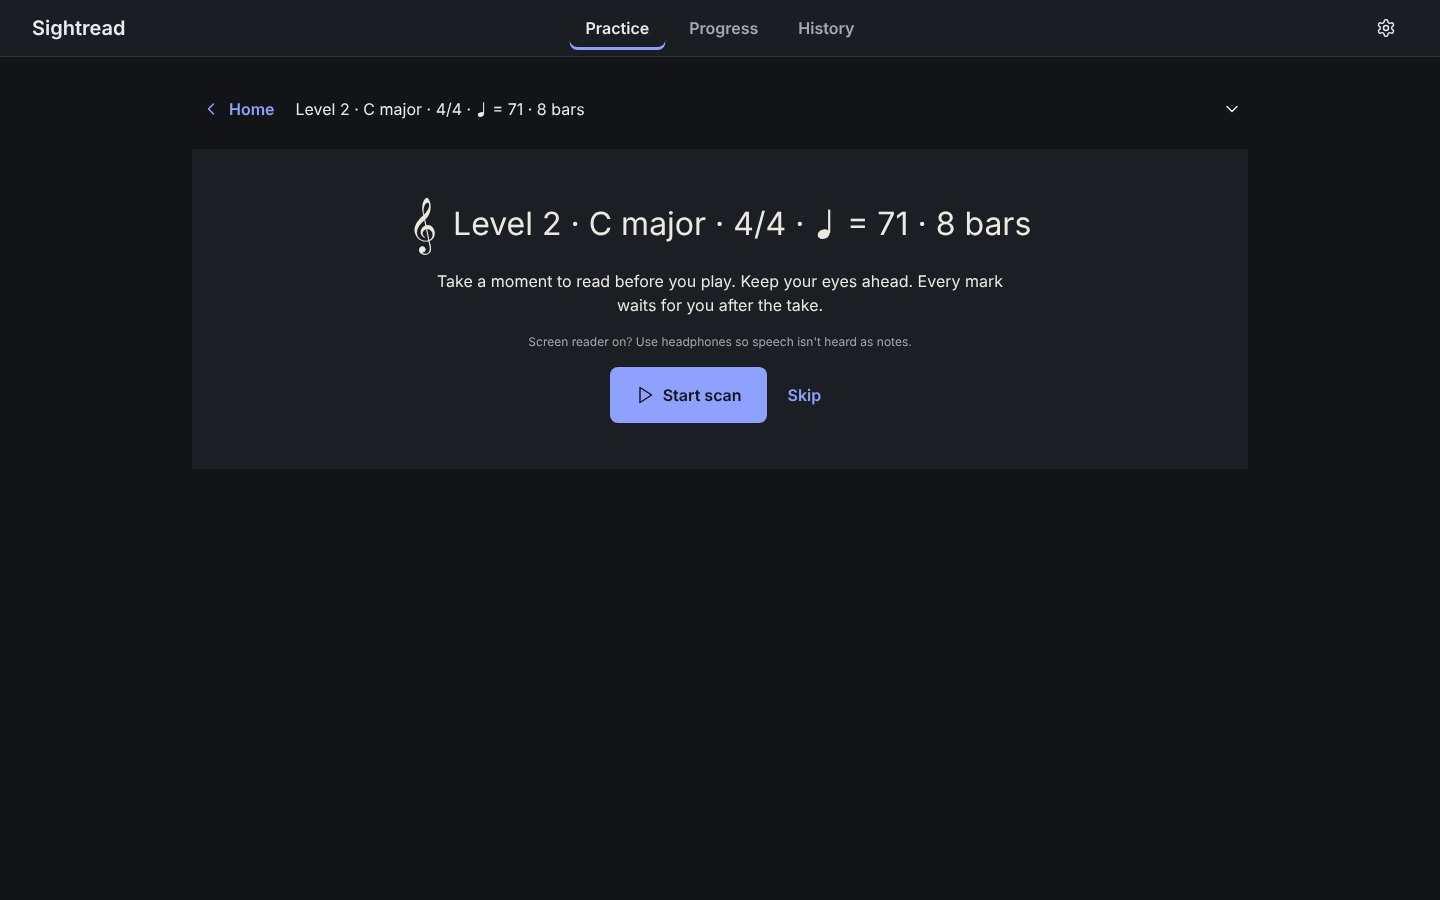 Sightread
Practice
Progress
History
Home
Level 2 · C major · 4/4 · ♩ = 71 · 8 bars
𝄞 Level 2 · C major · 4/4 · ♩ = 71 · 8 bars
Take a moment to read before you play. Keep your eyes ahead. Every mark
waits for you after the take.
Screen reader on? Use headphones so speech isn't heard as notes.
Start scan
Skip